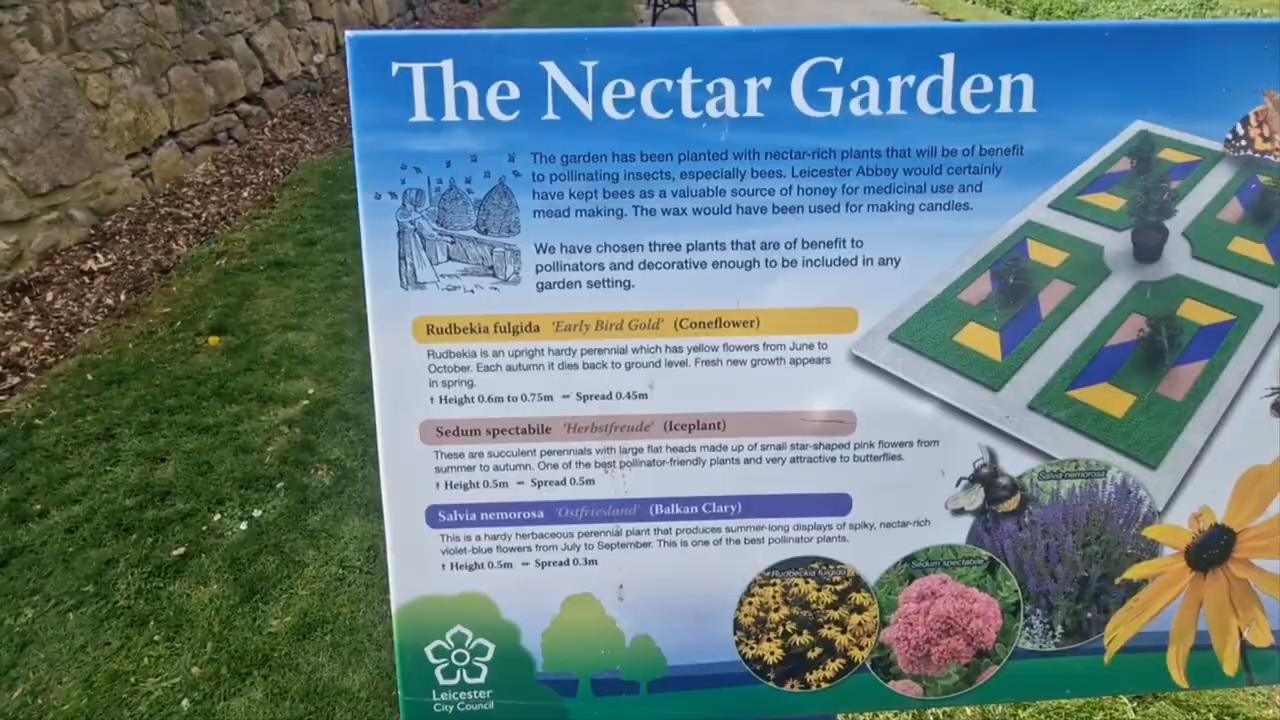 The Nectar Garden
The garden has been planted with nectar-rich plants that will be of benefit
to pollinating insects, especially bees. Leicester Abbey would certainly
have kept bees as a valuable source of honey for medicinal use and
mead making. The wax would have been used for making candles.
We have chosen three plants that are of benefit to
pollinators and decorative enough to be included in any
garden setting.
Rudbekia fulgida 'Early Bird Gold' (Coneflower)
Rudbekia is an upright hardy perennial which has yellow flowers from June to
October. Each autumn it dies back to ground level. Fresh new growth appears
in spring.
↑ Height 0.6m to 0.75m ↔ Spread 0.45m
Sedum spectabile 'Herbstfreude' (Iceplant)
These are succulent perennials with large flat heads made up of small star-shaped pink flowers from
summer to autumn. One of the best pollinator-friendly plants and very attractive to butterflies.
↑ Height 0.5m ↔ Spread 0.5m
Salvia nemorosa 'Ostfriesland' (Balkan Clary)
This is a hardy herbaceous perennial plant that produces summer-long displays of spiky, nectar-rich
violet-blue flowers from July to September. This is one of the best pollinator plants.
↑ Height 0.5m ↔ Spread 0.3m
Salvia nemorosa
Rudbeckia fulgida
Sedum spectabile
Leicester
City Council